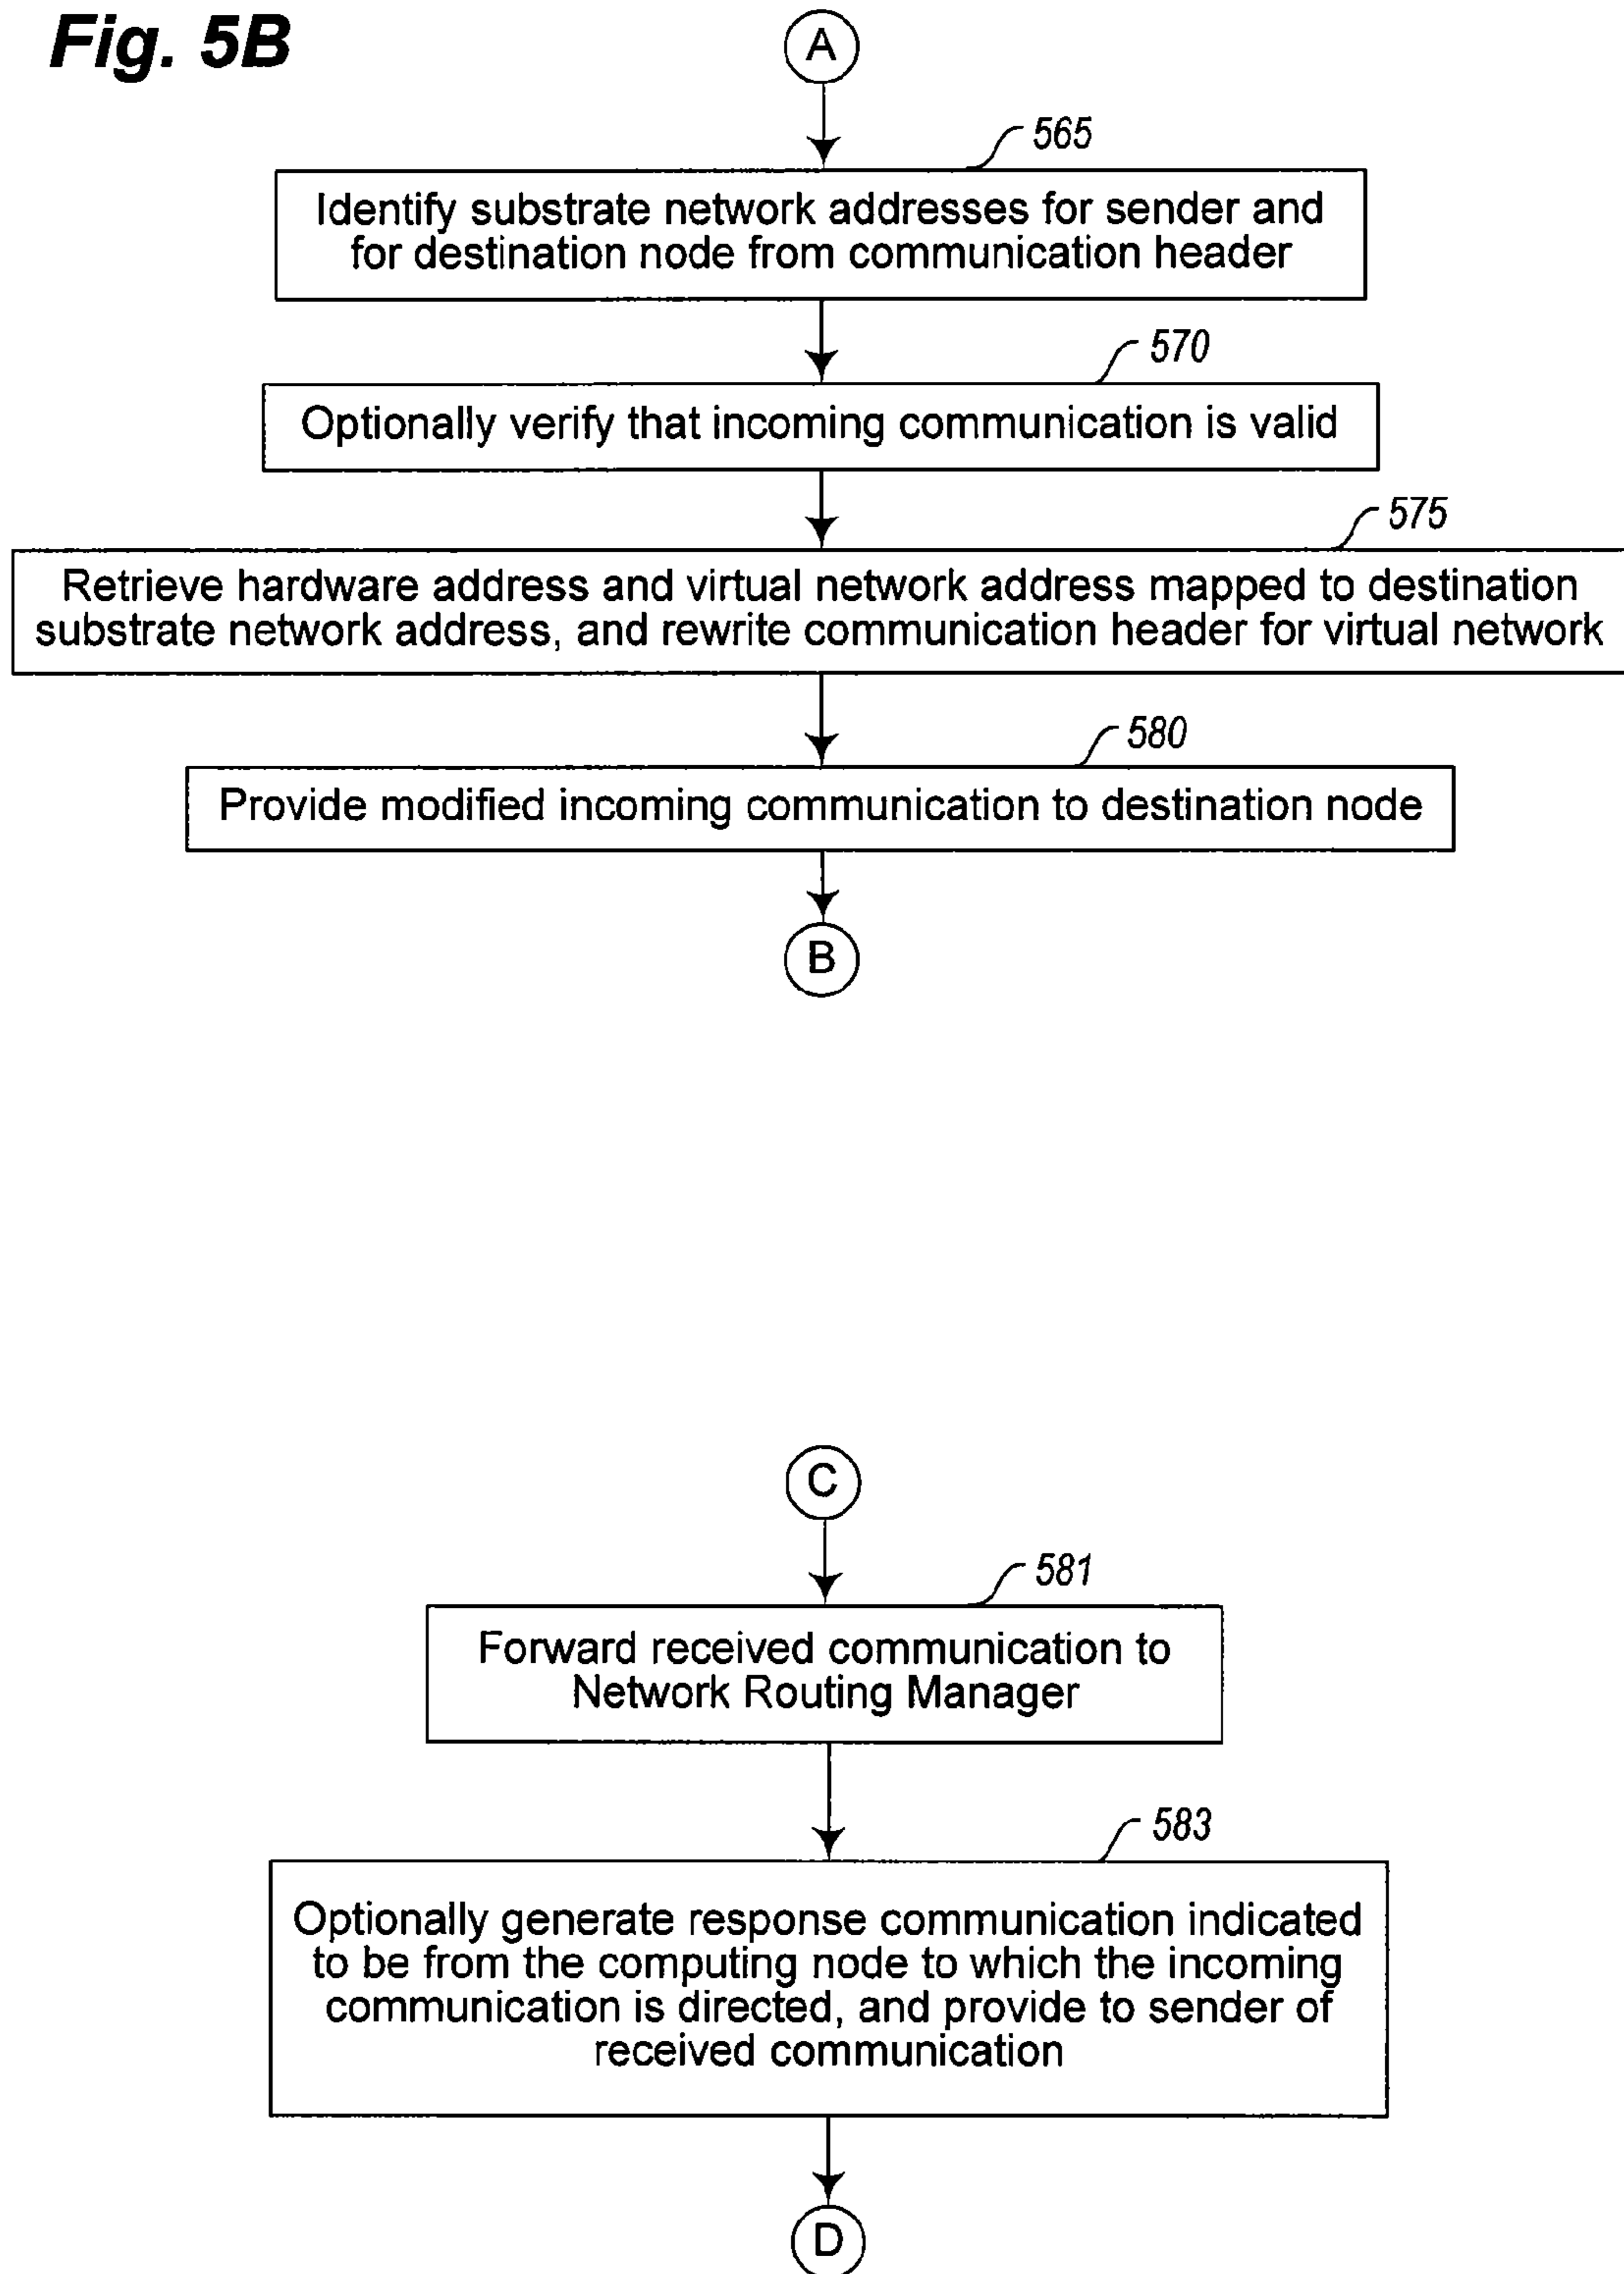 Fig. 5B
A
565
Identify substrate network addresses for sender and
for destination node from communication header
570
Optionally verify that incoming communication is valid
575
Retrieve hardware address and virtual network address mapped to destination
substrate network address, and rewrite communication header for virtual network
580
Provide modified incoming communication to destination node
B
C
581
Forward received communication to
Network Routing Manager
583
Optionally generate response communication indicated
to be from the computing node to which the incoming
communication is directed, and provide to sender of
received communication
D